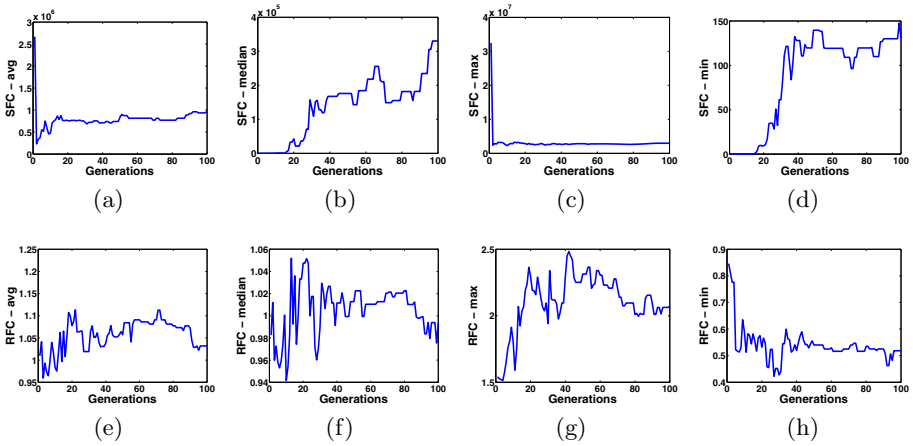 x 10^6
3
2.5
2
1.5
1
0.5
0
SFC – avg
0 20 40 60 80 100
Generations
(a)
x 10^5
4
3
2
1
0
SFC – median
0 20 40 60 80 100
Generations
(b)
x 10^7
4
3
2
1
0
SFC – max
0 20 40 60 80 100
Generations
(c)
150
100
50
0
SFC – min
0 20 40 60 80 100
Generations
(d)
1.25
1.2
1.15
1.1
1.05
1
0.95
RFC – avg
0 20 40 60 80 100
Generations
(e)
1.06
1.04
1.02
1
0.98
0.96
0.94
RFC – median
0 20 40 60 80 100
Generations
(f)
2.5
2
1.5
RFC – max
0 20 40 60 80 100
Generations
(g)
0.9
0.8
0.7
0.6
0.5
0.4
RFC – min
0 20 40 60 80 100
Generations
(h)